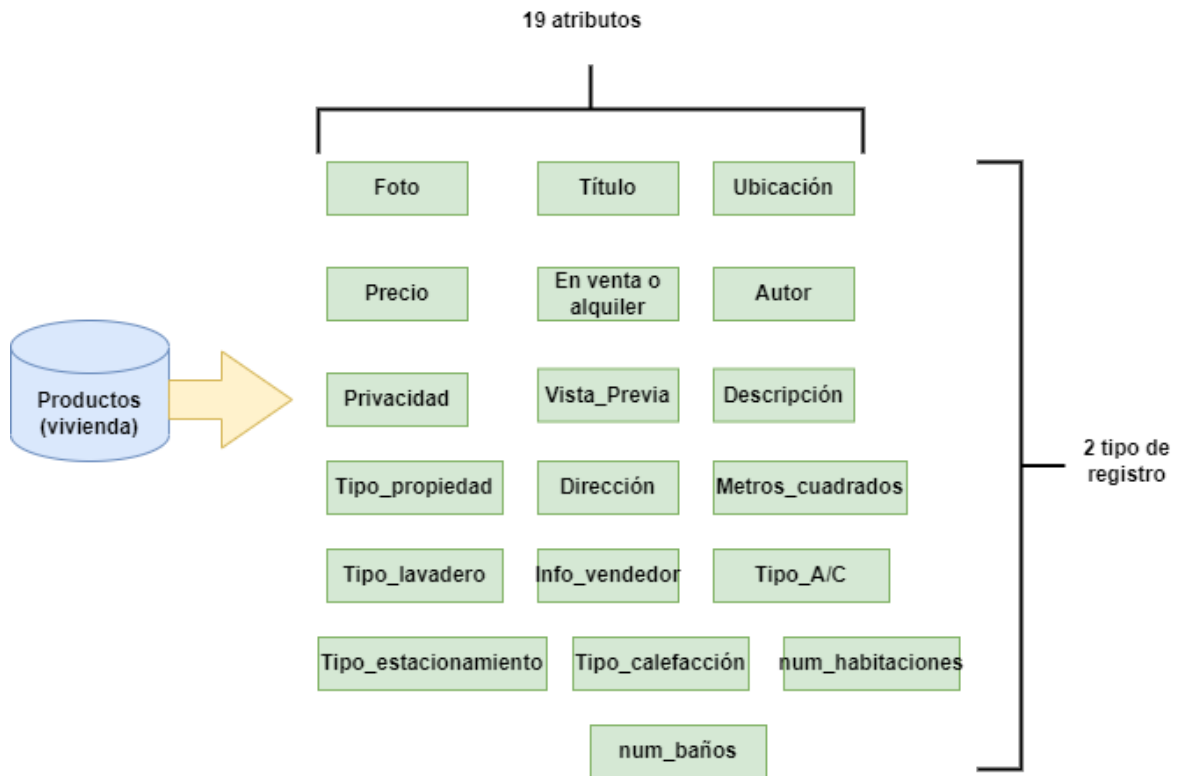 19 atributos
Foto
Título
Ubicación
Precio
En venta o
alquiler
Autor
Productos
(vivienda)
Privacidad
Vista_Previa
Descripción
2 tipo de
registro
Tipo_propiedad
Dirección
Metros_cuadrados
Tipo_lavadero
Info_vendedor
Tipo_A/C
Tipo_estacionamiento
Tipo_calefacción
num_habitaciones
num_baños